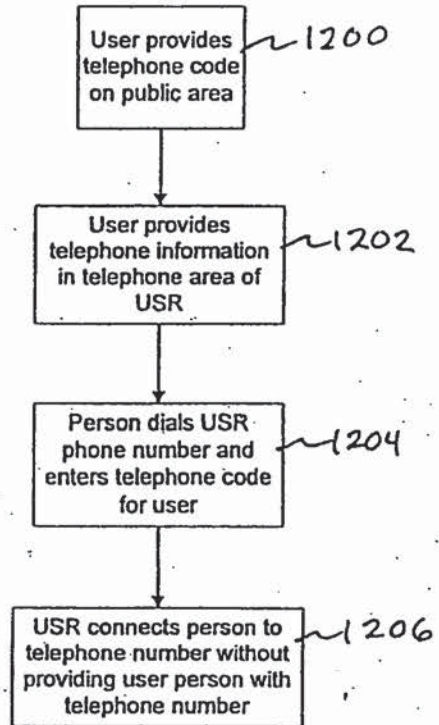 User provides
telephone code
on public area
1200
User provides
telephone information
in telephone area of
USR
1202
Person dials USR
phone number and
enters telephone code
for user
1204
USR connects person to
telephone number without
providing user person with
telephone number
1206